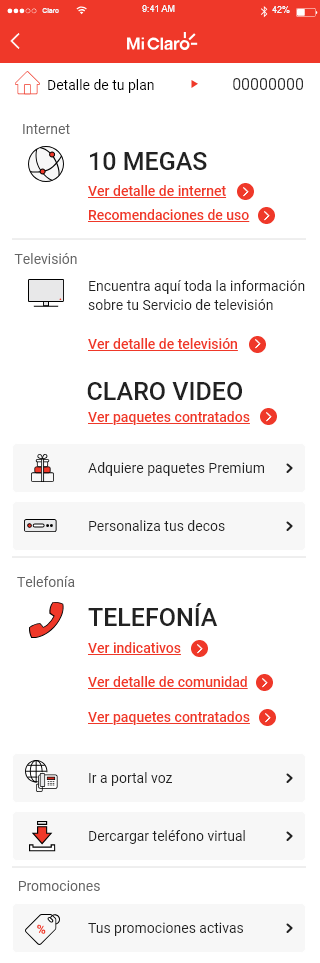 Claro 9:41 AM 42%
Mi Claro
Detalle de tu plan 00000000
Internet
10 MEGAS
Ver detalle de internet
Recomendaciones de uso
Televisión
Encuentra aquí toda la información
sobre tu Servicio de televisión
Ver detalle de televisión
CLARO VIDEO
Ver paquetes contratados
Adquiere paquetes Premium
Personaliza tus decos
Telefonía
TELEFONÍA
Ver indicativos
Ver detalle de comunidad
Ver paquetes contratados
Ir a portal voz
Dercargar teléfono virtual
Promociones
%
Tus promociones activas